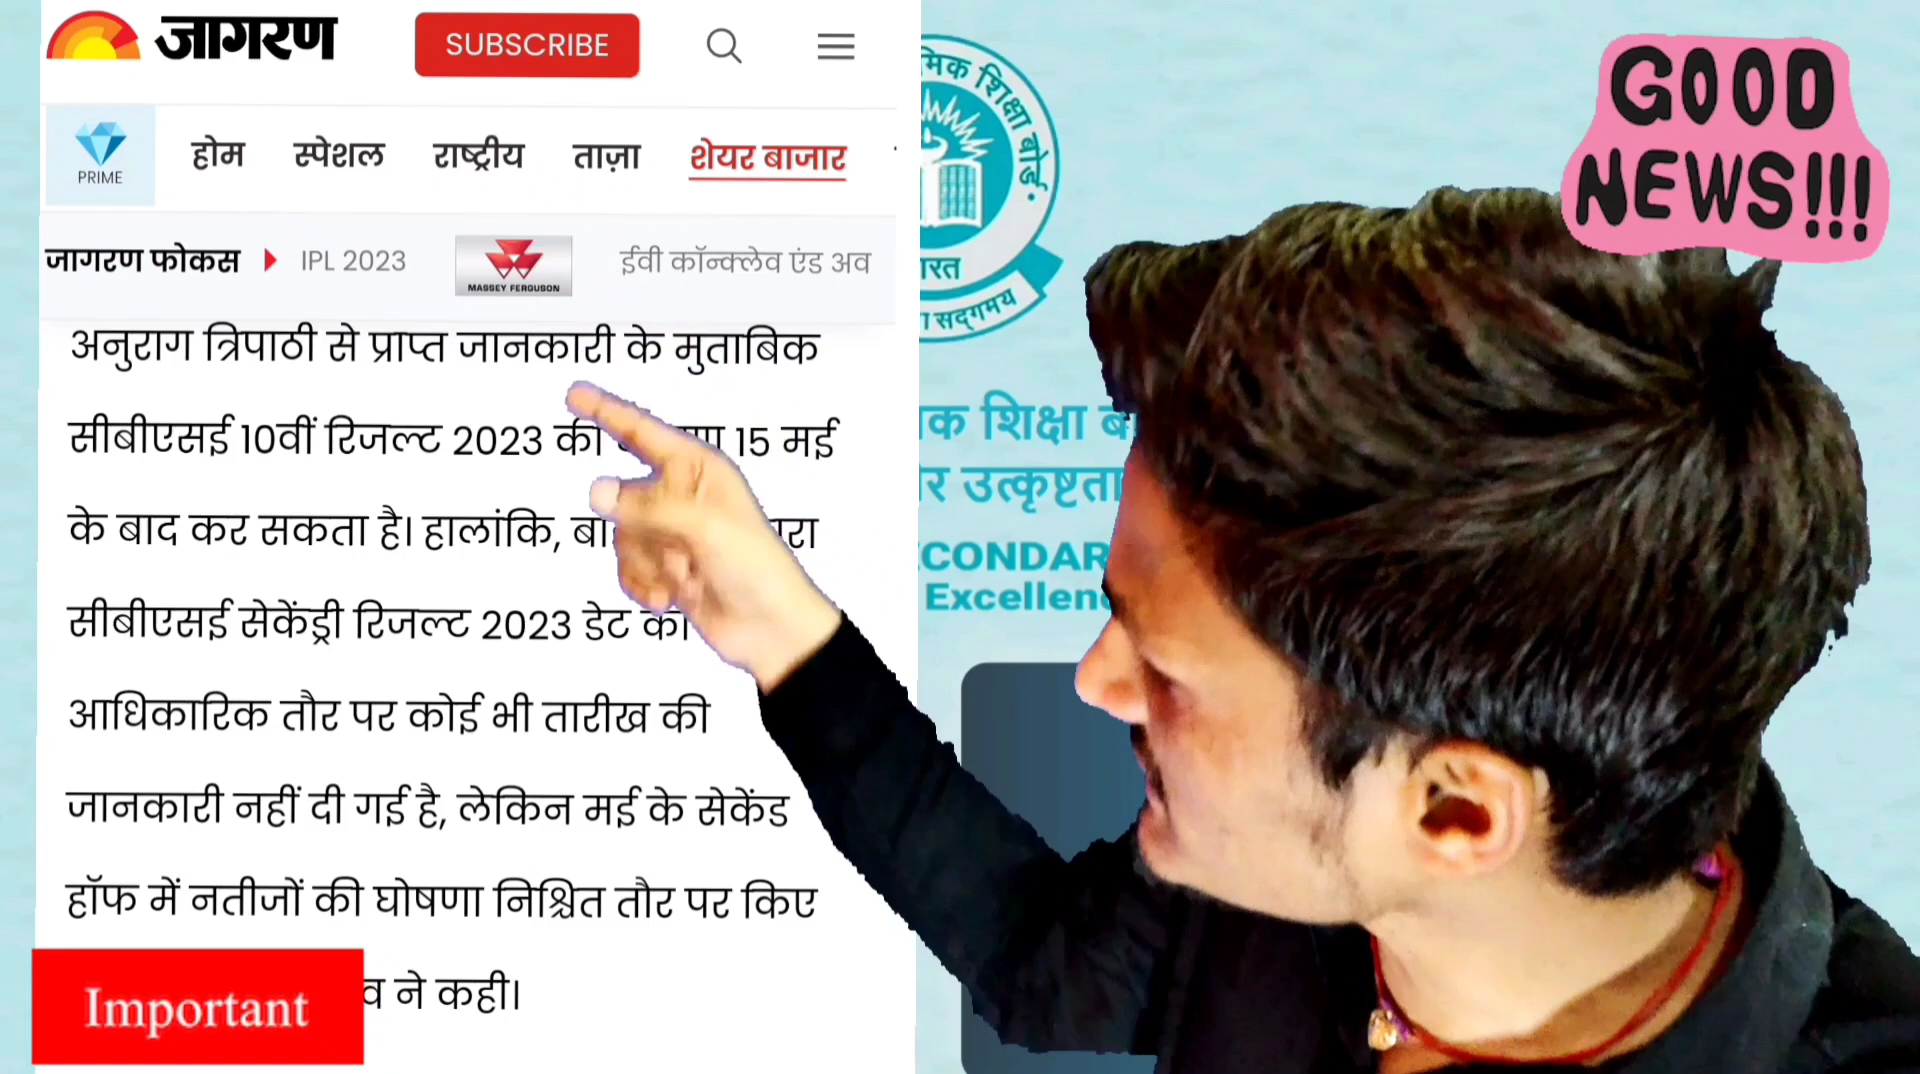 जागरण
SUBSCRIBE
PRIME
होम स्पेशल राष्ट्रीय ताज़ा शेयर बाजार
जागरण फोकस IPL 2023
MASSEY FERGUSON
ईवी कॉन्क्लेव एंड अव
अनुराग त्रिपाठी से प्राप्त जानकारी के मुताबिक
सीबीएसई 10वीं रिजल्ट 2023 की 15 मई
के बाद कर सकता है। हालांकि,
सीबीएसई सेकेंड्री रिजल्ट 2023 डेट
आधिकारिक तौर पर कोई भी तारीख की
जानकारी नहीं दी गई है, लेकिन मई के सेकेंड
हॉफ में नतीजों की घोषणा निश्चित तौर पर किए
ने कही।
Important
GOOD
NEWS!!!
शिक्षा बोर्ड
शिक्षा
उत्कृष्टता